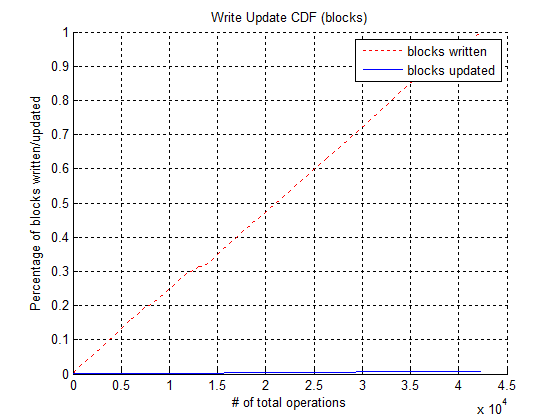 Write Update CDF (blocks)
Percentage of blocks written/updated
1
0.9
0.8
0.7
0.6
0.5
0.4
0.3
0.2
0.1
0
blocks written
blocks updated
0 0.5 1 1.5 2 2.5 3 3.5 4 4.5
x 10^4
# of total operations